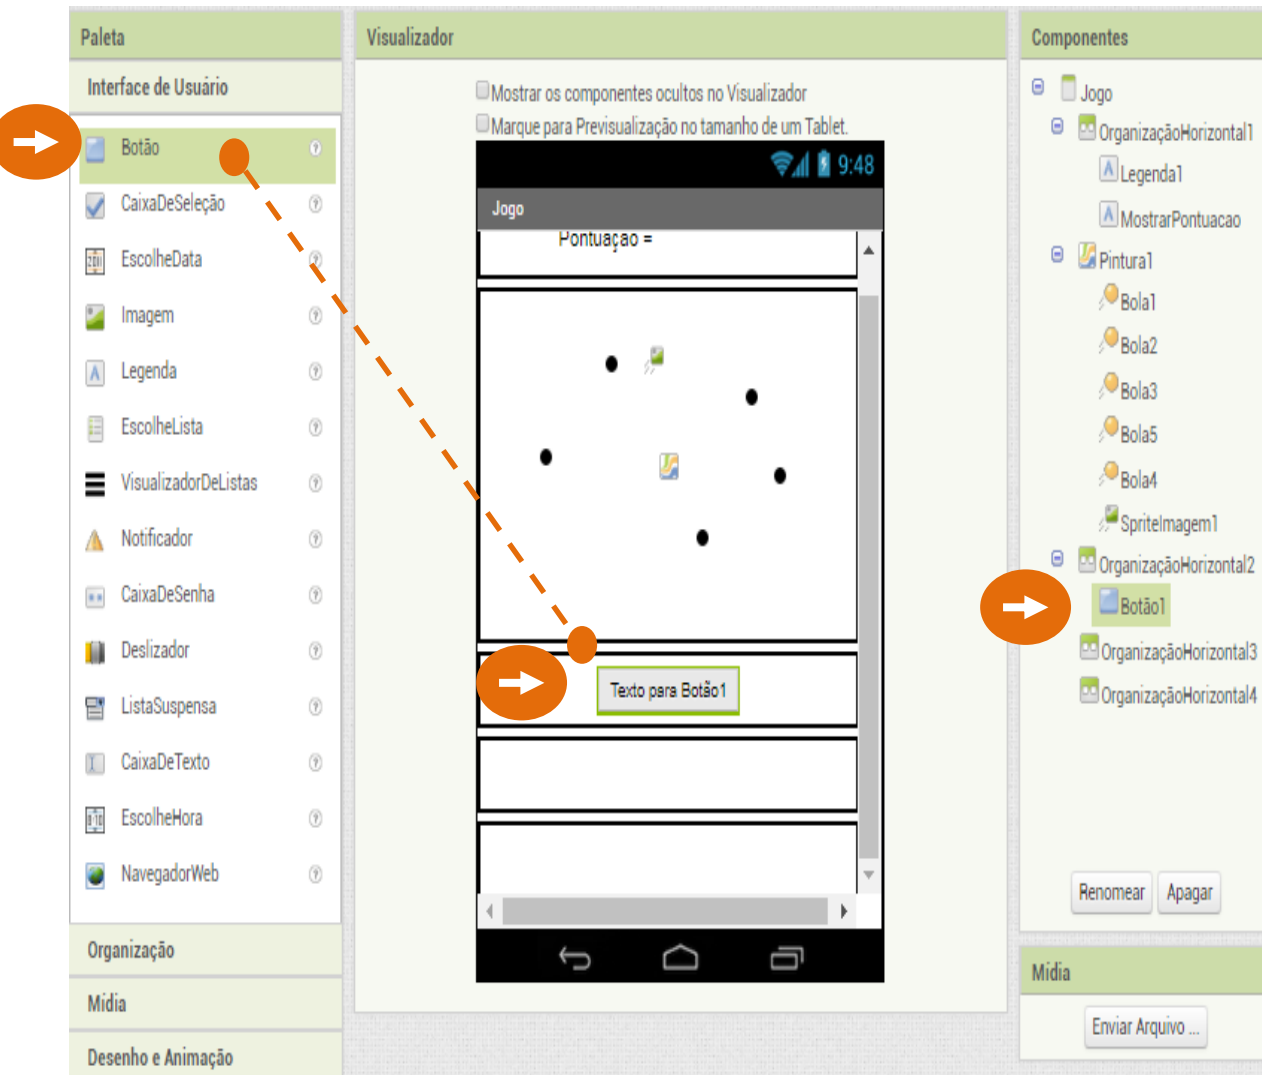 Paleta
Interface de Usuário
Botão
CaixaDeSeleção
EscolheData
Imagem
Legenda
EscolheLista
VisualizadorDeListas
Notificador
CaixaDeSenha
Deslizador
ListaSuspensa
CaixaDeTexto
EscolheHora
NavegadorWeb
Organização
Mídia
Desenho e Animação
Visualizador
Mostrar os componentes ocultos no Visualizador
Marque para Previsualização no tamanho de um Tablet.
9:48
Jogo
Pontuação =
Texto para Botão1
Componentes
Jogo
OrganizaçãoHorizontal1
Legenda1
MostrarPontuacao
Pintura1
Bola1
Bola2
Bola3
Bola5
Bola4
SpriteImagem1
OrganizaçãoHorizontal2
Botão1
OrganizaçãoHorizontal3
OrganizaçãoHorizontal4
Renomear Apagar
Mídia
Enviar Arquivo ...